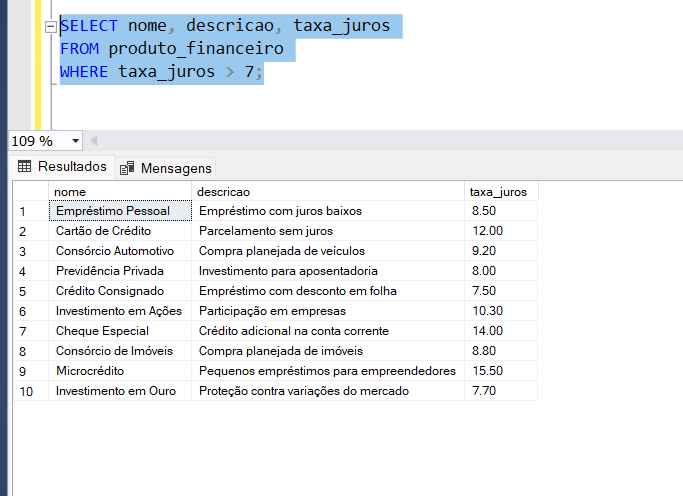 SELECT nome, descricao, taxa_juros
FROM produto_financeiro
WHERE taxa_juros > 7;
109 %
Resultados Mensagens
nome descricao taxa_juros
1 Empréstimo Pessoal Empréstimo com juros baixos 8.50
2 Cartão de Crédito Parcelamento sem juros 12.00
3 Consórcio Automotivo Compra planejada de veículos 9.20
4 Previdência Privada Investimento para aposentadoria 8.00
5 Crédito Consignado Empréstimo com desconto em folha 7.50
6 Investimento em Ações Participação em empresas 10.30
7 Cheque Especial Crédito adicional na conta corrente 14.00
8 Consórcio de Imóveis Compra planejada de imóveis 8.80
9 Microcrédito Pequenos empréstimos para empreendedores 15.50
10 Investimento em Ouro Proteção contra variações do mercado 7.70